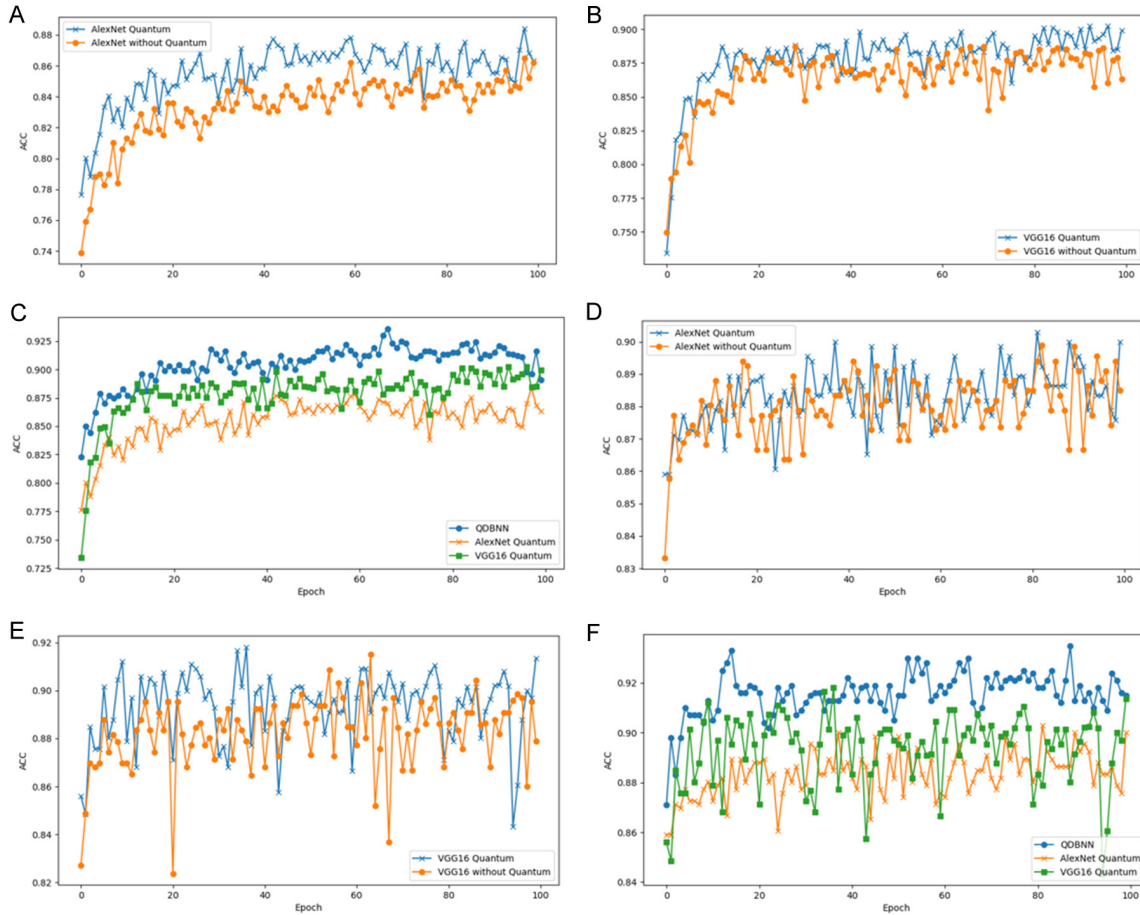 A
AlexNet Quantum
AlexNet without Quantum
ACC
0.88
0.86
0.84
0.82
0.80
0.78
0.76
0.74
0 20 40 60 80 100
B
ACC
0.900
0.875
0.850
0.825
0.800
0.775
0.750
VGG16 Quantum
VGG16 without Quantum
0 20 40 60 80 100
C
ACC
0.925
0.900
0.875
0.850
0.825
0.800
0.775
0.750
0.725
QDBNN
AlexNet Quantum
VGG16 Quantum
0 20 40 60 80 100
Epoch
D
AlexNet Quantum
AlexNet without Quantum
ACC
0.90
0.89
0.88
0.87
0.86
0.85
0.84
0.83
0 20 40 60 80 100
Epoch
E
ACC
0.92
0.90
0.88
0.86
0.84
0.82
VGG16 Quantum
VGG16 without Quantum
0 20 40 60 80 100
Epoch
F
ACC
0.94
0.92
0.90
0.88
0.86
0.84
QDBNN
AlexNet Quantum
VGG16 Quantum
0 20 40 60 80 100
Epoch